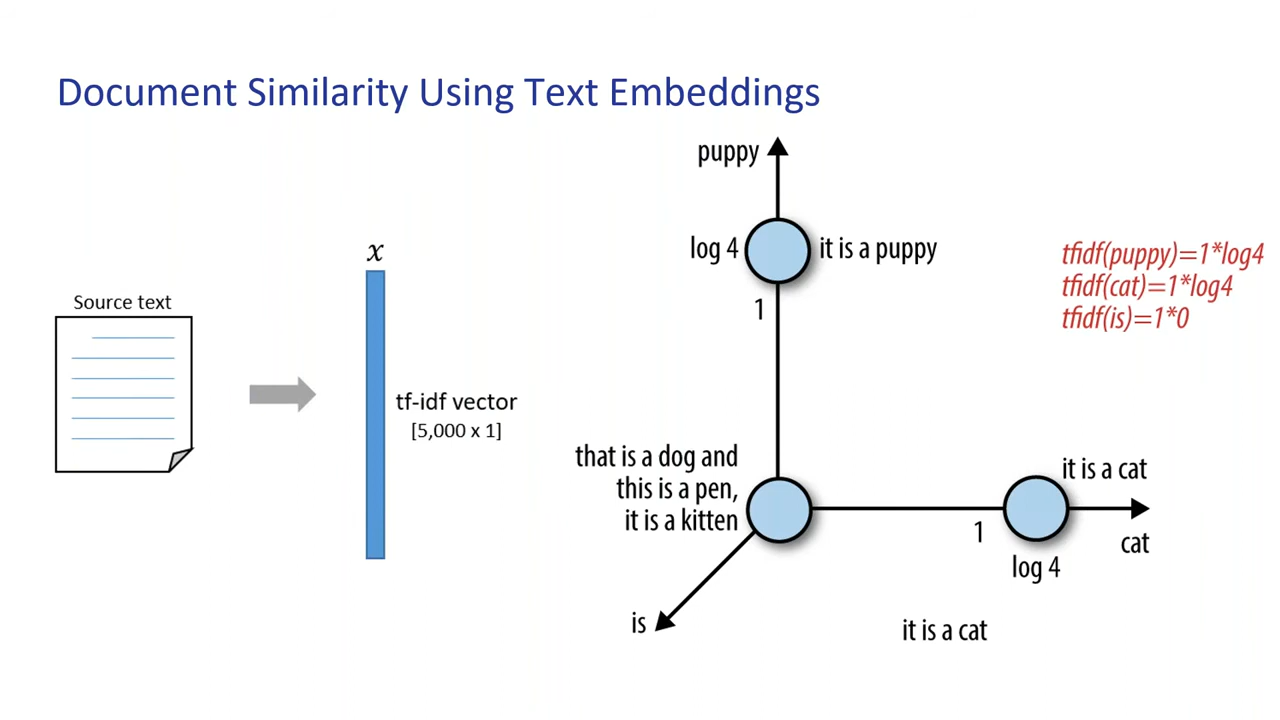 Document Similarity Using Text Embeddings
Source text
x
tf-idf vector
[5,000 x 1]
puppy
log 4
it is a puppy
1
tfidf(puppy)=1*log4
tfidf(cat)=1*log4
tfidf(is)=1*0
that is a dog and
this is a pen,
it is a kitten
it is a cat
1
cat
log 4
is
it is a cat